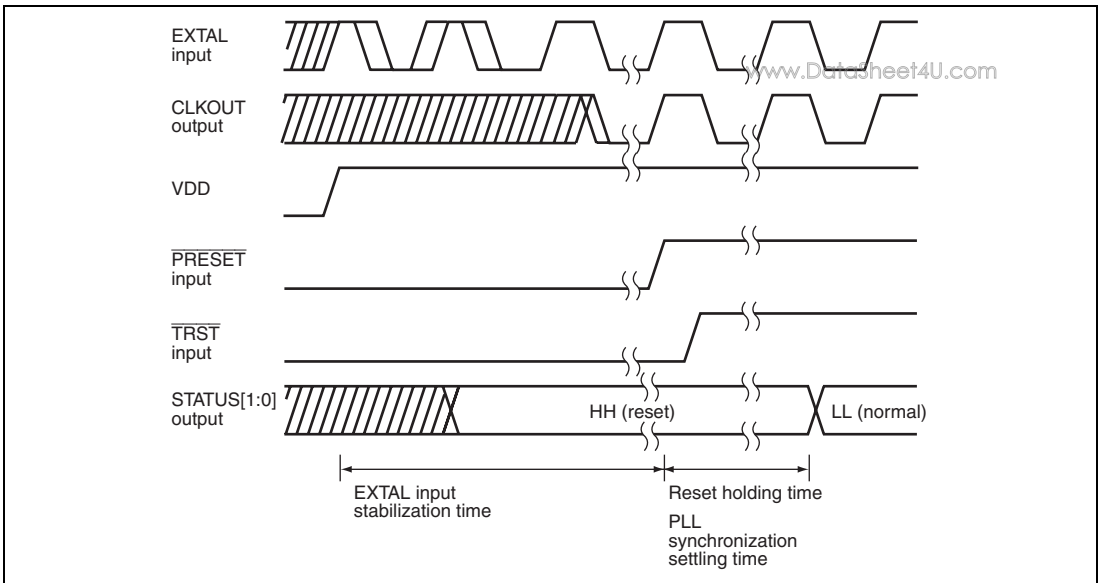 EXTAL
input
www.DataSheet4U.com
CLKOUT
output
VDD
PRESET
input
TRST
input
STATUS[1:0]
output
HH (reset)
LL (normal)
EXTAL input
stabilization time
Reset holding time
PLL
synchronization
settling time